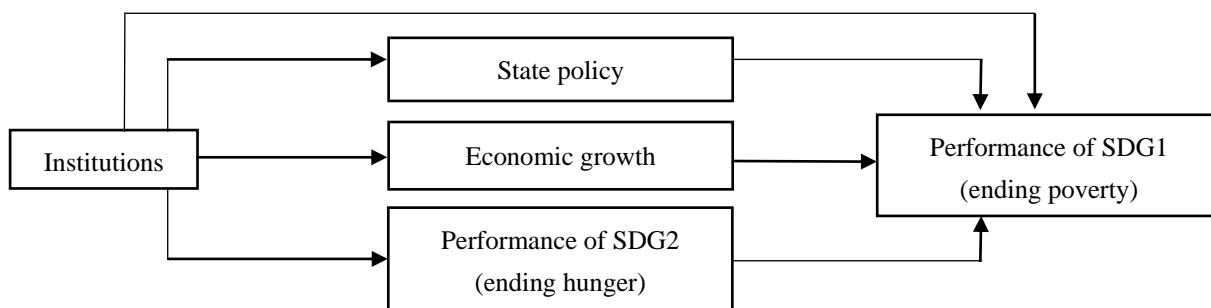 State policy
Institutions
Economic growth
Performance of SDG1
(ending poverty)
Performance of SDG2
(ending hunger)